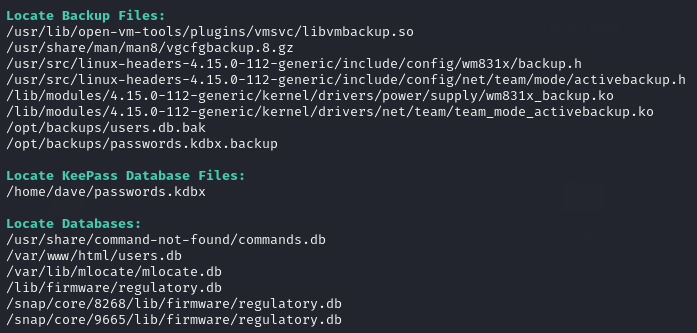 Locate Backup Files:
/usr/lib/open-vm-tools/plugins/vmsvc/libvmbackup.so
/usr/share/man/man8/vgcfgbackup.8.gz
/usr/src/linux-headers-4.15.0-112-generic/include/config/wm831x/backup.h
/usr/src/linux-headers-4.15.0-112-generic/include/config/net/team/mode/activebackup.h
/lib/modules/4.15.0-112-generic/kernel/drivers/power/supply/wm831x_backup.ko
/lib/modules/4.15.0-112-generic/kernel/drivers/net/team/team_mode_activebackup.ko
/opt/backups/users.db.bak
/opt/backups/passwords.kdbx.backup
Locate KeePass Database Files:
/home/dave/passwords.kdbx
Locate Databases:
/usr/share/command-not-found/commands.db
/var/www/html/users.db
/var/lib/mlocate/mlocate.db
/lib/firmware/regulatory.db
/snap/core/8268/lib/firmware/regulatory.db
/snap/core/9665/lib/firmware/regulatory.db